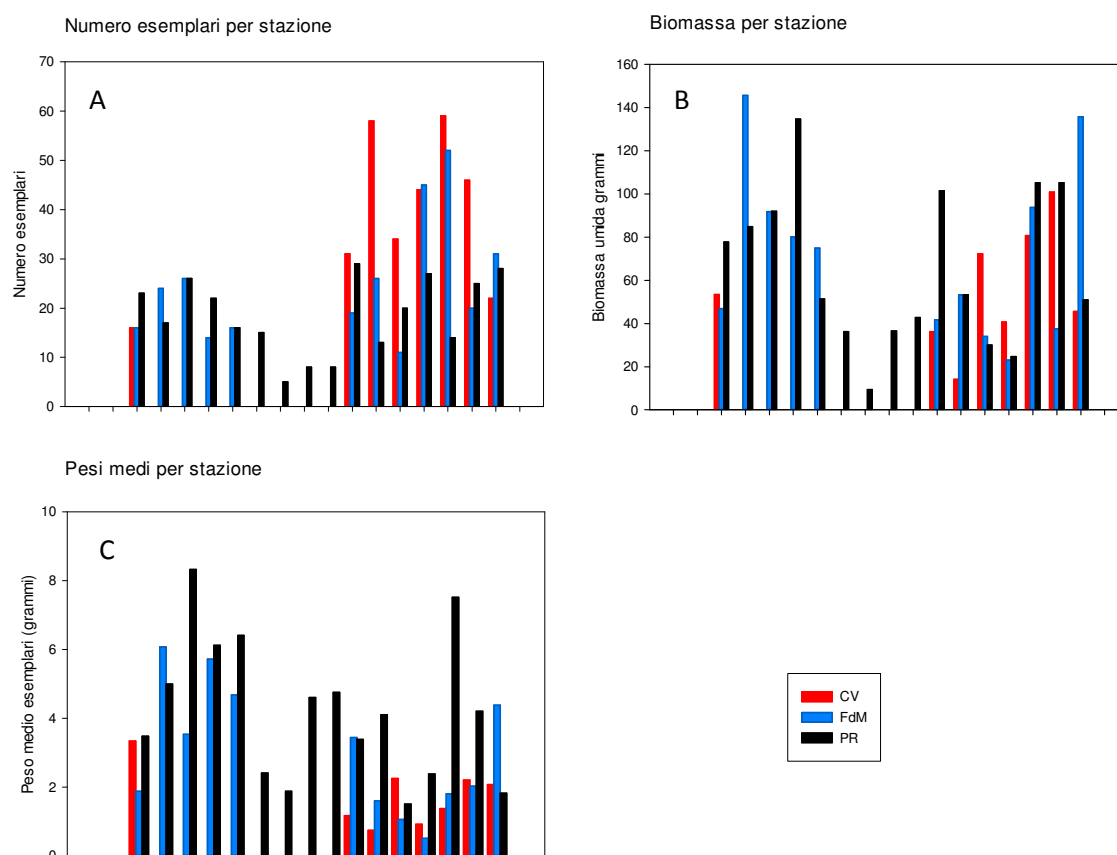 Numero esemplari per stazione
A
Numero esemplari
70
60
50
40
30
20
10
0
Biomassa per stazione
B
Biomassa umida grammi
160
140
120
100
80
60
40
20
0
Pesi medi per stazione
C
Peso medio esemplari (grammi)
10
8
6
4
2
0
CV
FdM
PR